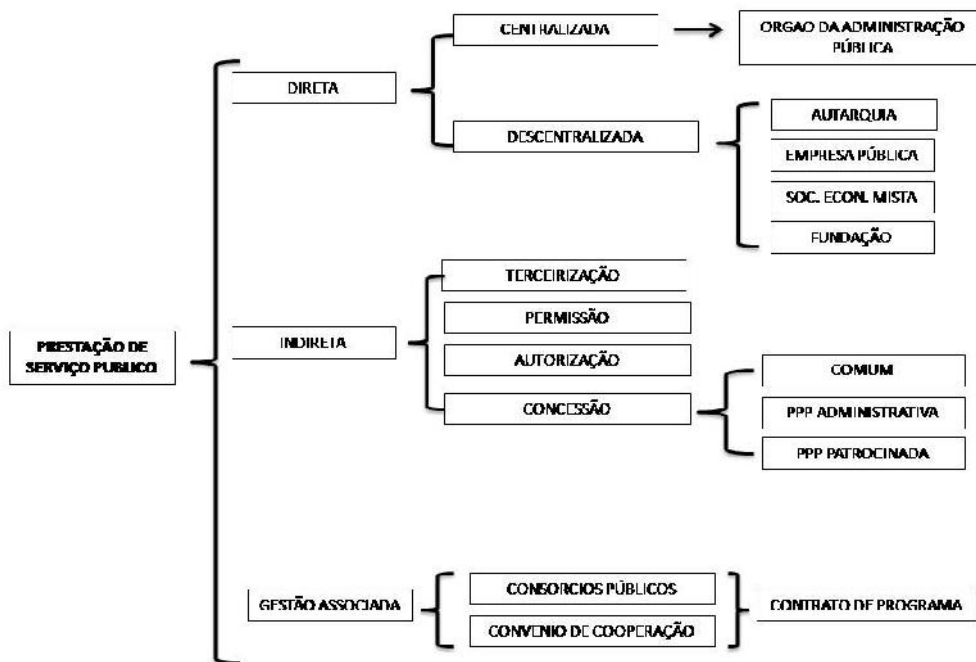 PRESTAÇÃO DE
SERVIÇO PUBLICO
DIRETA
CENTRALIZADA
ORGAO DA ADMINISTRAÇÃO
PÚBLICA
DESCENTRALIZADA
AUTARQUIA
EMPRESA PÚBLICA
SOC. ECON. MISTA
FUNDAÇÃO
INDIRETA
TERCEIRIZAÇÃO
PERMISSÃO
AUTORIZAÇÃO
CONCESSÃO
COMUM
PPP ADMINISTRATIVA
PPP PATROCINADA
GESTÃO ASSOCIADA
CONSORCIOS PÚBLICOS
CONVENIO DE COOPERAÇÃO
CONTRATO DE PROGRAMA